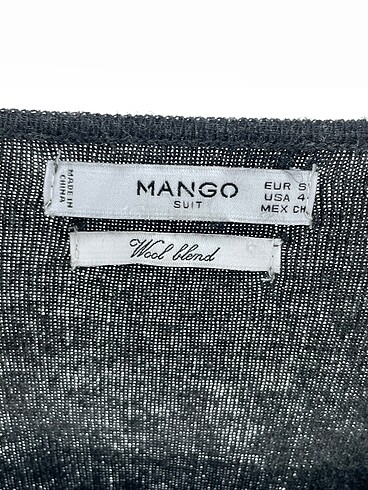 MADE IN
CHINA
MANGO
SUIT
EUR S
USA 4
MEX CH
Wool blend